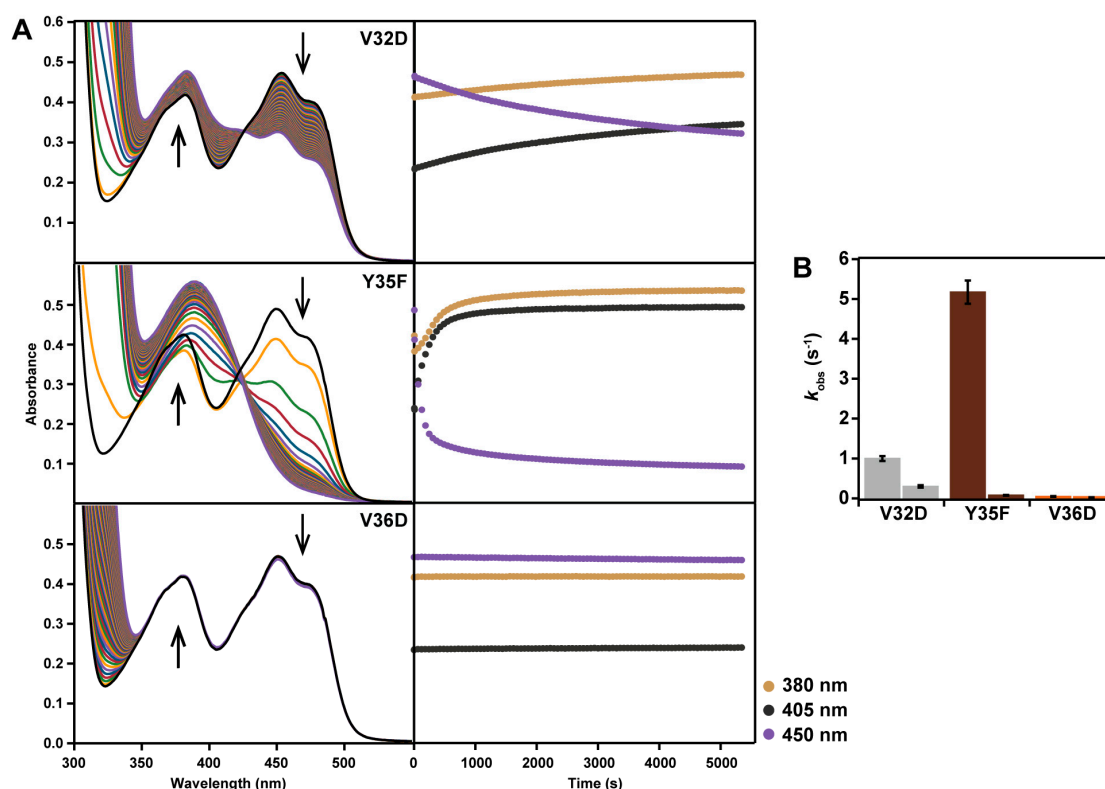 A
V32D
0.6
0.5
0.4
0.3
0.2
0.1
Y35F
0.5
0.4
0.3
0.2
0.1
Absorbance
V36D
0.5
0.4
0.3
0.2
0.1
0.0
300 350 400 450 500
Wavelength (nm)
0 1000 2000 3000 4000 5000
Time (s)
380 nm
405 nm
450 nm
B
6
5
4
3
2
1
0
kobs (s⁻¹)
V32D Y35F V36D